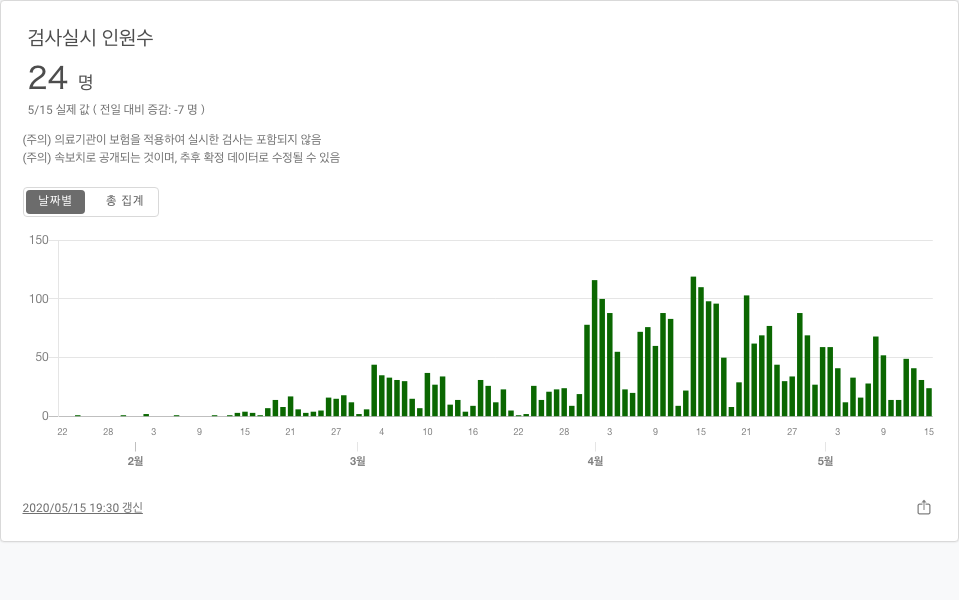 검사실시 인원수
24 명
5/15 실제 값 ( 전일 대비 증감: -7 명 )
(주의) 의료기관이 보험을 적용하여 실시한 검사는 포함되지 않음
(주의) 속보치로 공개되는 것이며, 추후 확정 데이터로 수정될 수 있음
날짜별 총 집계
150
100
50
0
22 28 3 9 15 21 27 4 10 16 22 28 3 9 15 21 27 3 9 15
2월 3월 4월 5월
2020/05/15 19:30 갱신